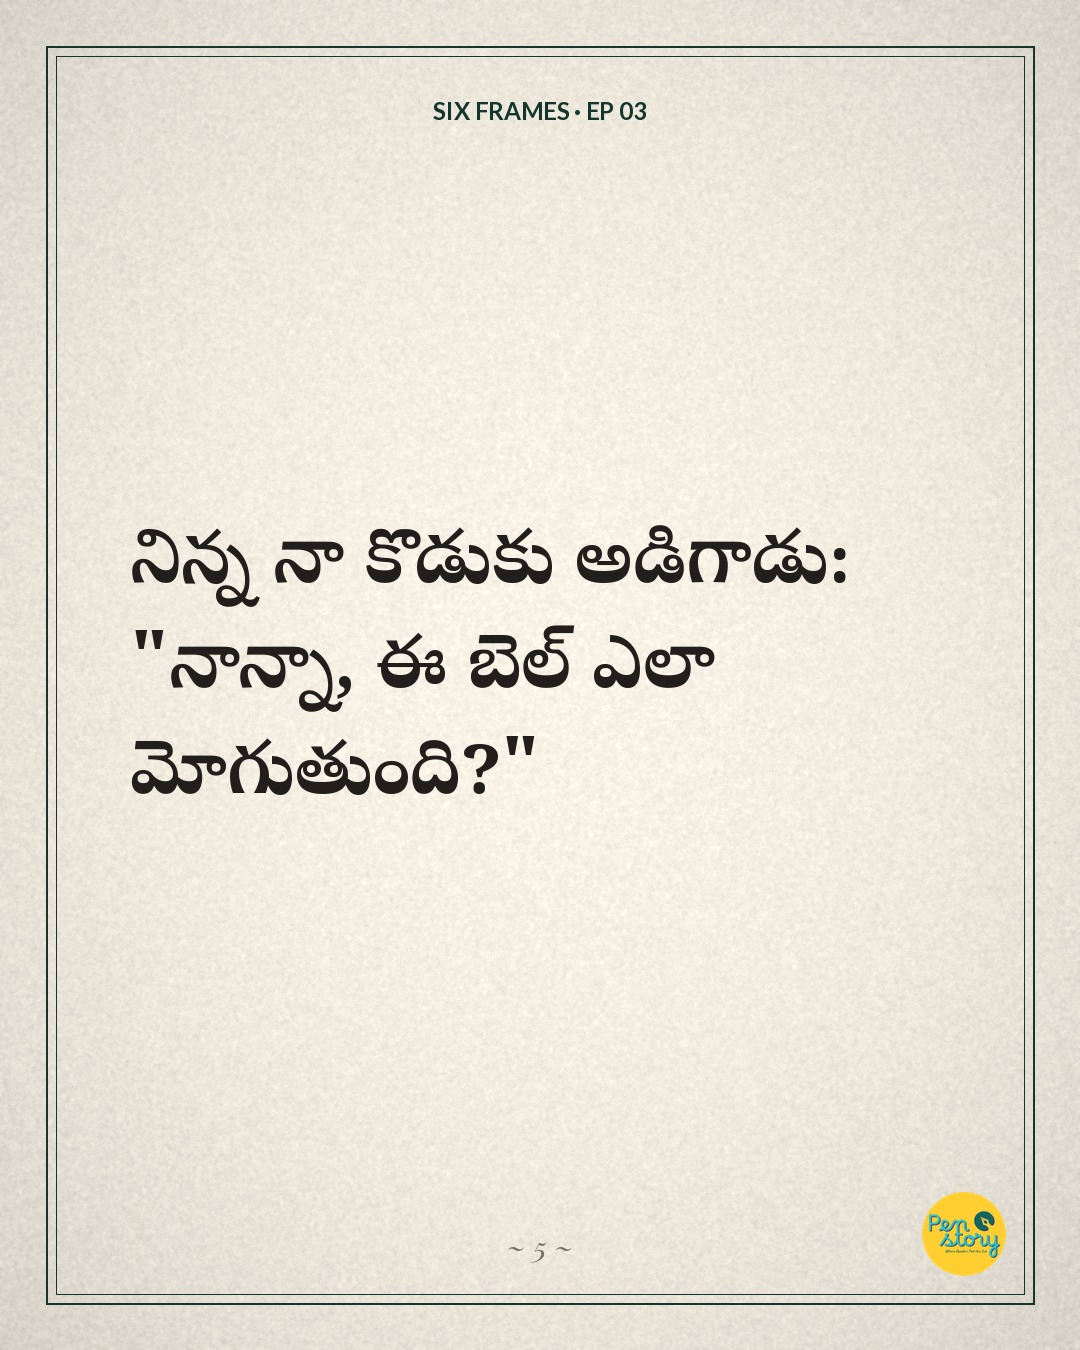 SIX FRAMES · EP 03
నిన్న నా కొడుకు అడిగాడు:
"నాన్నా, ఈ బెల్ ఎలా
మోగుతుంది?"
~ 5 ~
Pen
story